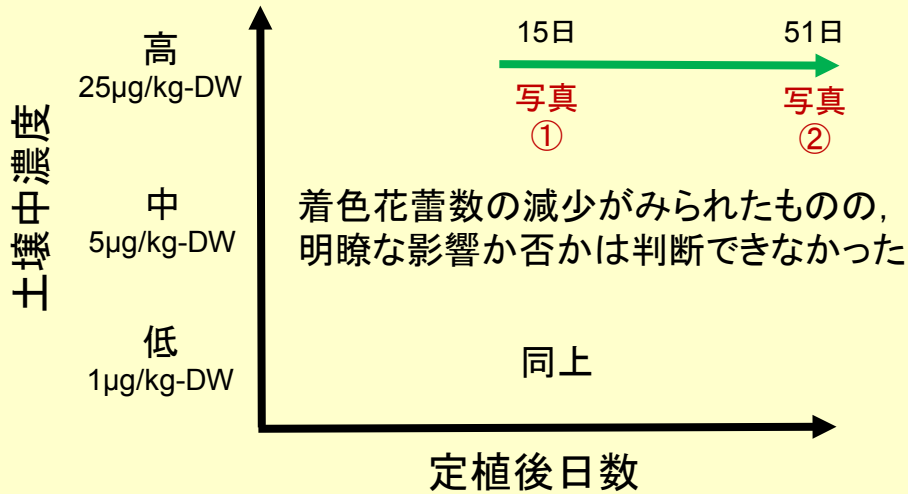 土壌中濃度
高
25µg/kg-DW
15日
51日
写真
①
写真
②
中
5µg/kg-DW
着色花蕾数の減少がみられたものの,
明瞭な影響か否かは判断できなかった
低
1µg/kg-DW
同上
定植後日数